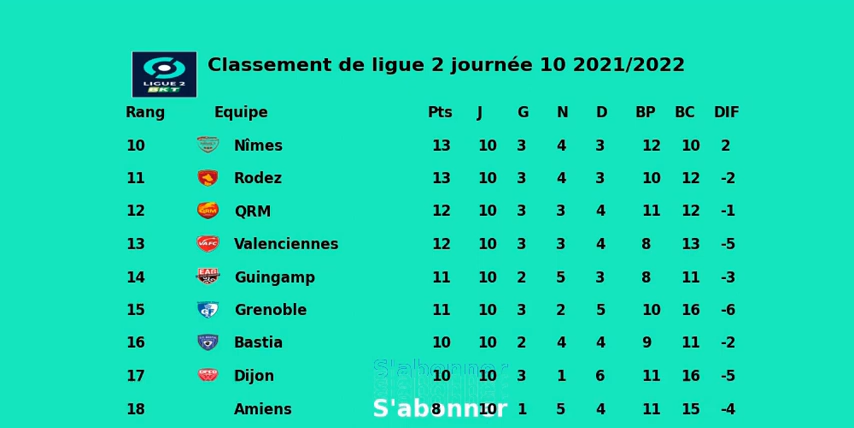 Classement de ligue 2 journée 10 2021/2022
LIGUE 2
BKT
Rang Equipe Pts J G N D BP BC DIF
10 Nîmes 13 10 3 4 3 12 10 2
11 Rodez 13 10 3 4 3 10 12 -2
12 QRM QRM 12 10 3 3 4 11 12 -1
13 VAFC Valenciennes 12 10 3 3 4 8 13 -5
14 EAG Guingamp 11 10 2 5 3 8 11 -3
15 Grenoble 11 10 3 2 5 10 16 -6
16 Bastia 10 10 2 4 4 9 11 -2
S'abonner
17 DFCO Dijon 10 10 3 1 6 11 16 -5
18 Amiens 8 10 1 5 4 11 15 -4
S'abonner